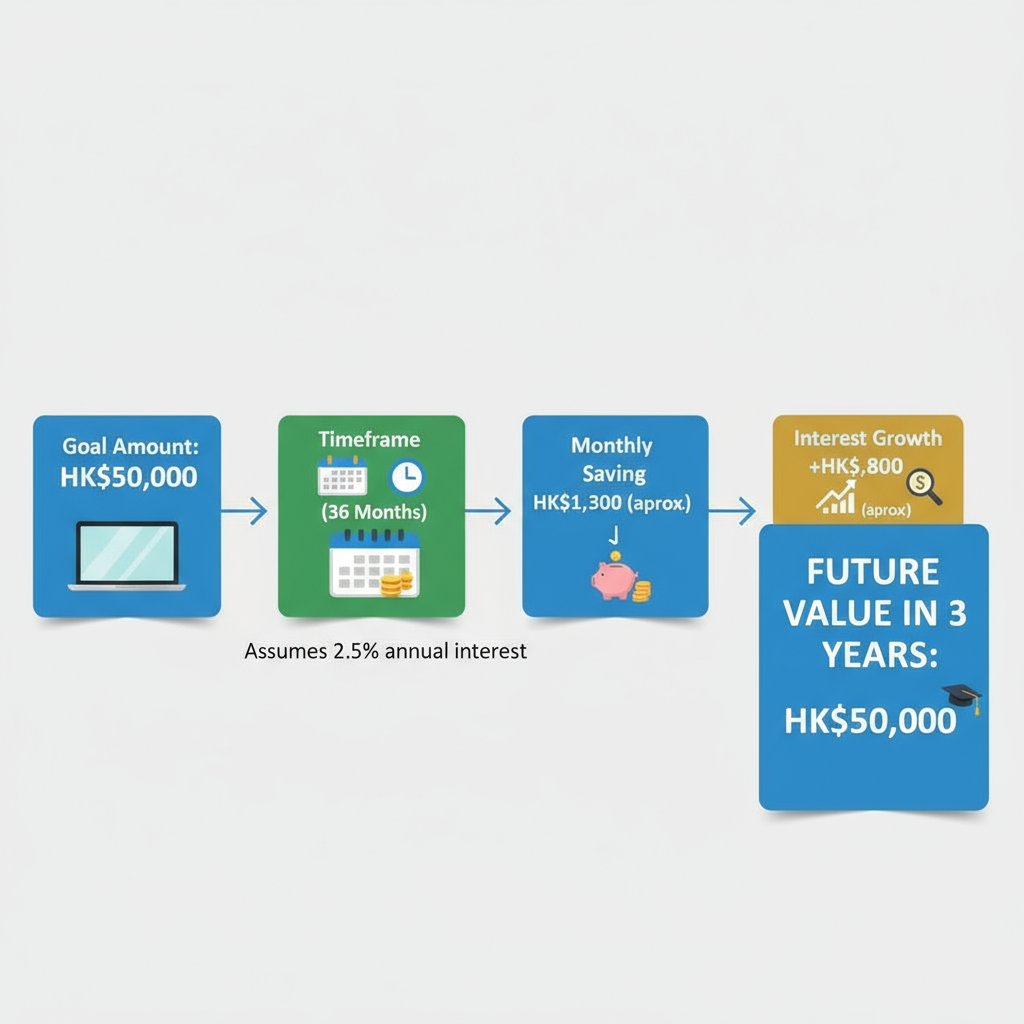 Goal Amount:
HK$50,000
Timeframe
(36 Months)
Assumes 2.5% annual interest
Monthly
Saving
HK$1,300 (aprox.)
Interest Growth
+HK$,800
$
(aprox)
FUTURE
VALUE IN 3
YEARS:
HK$50,000